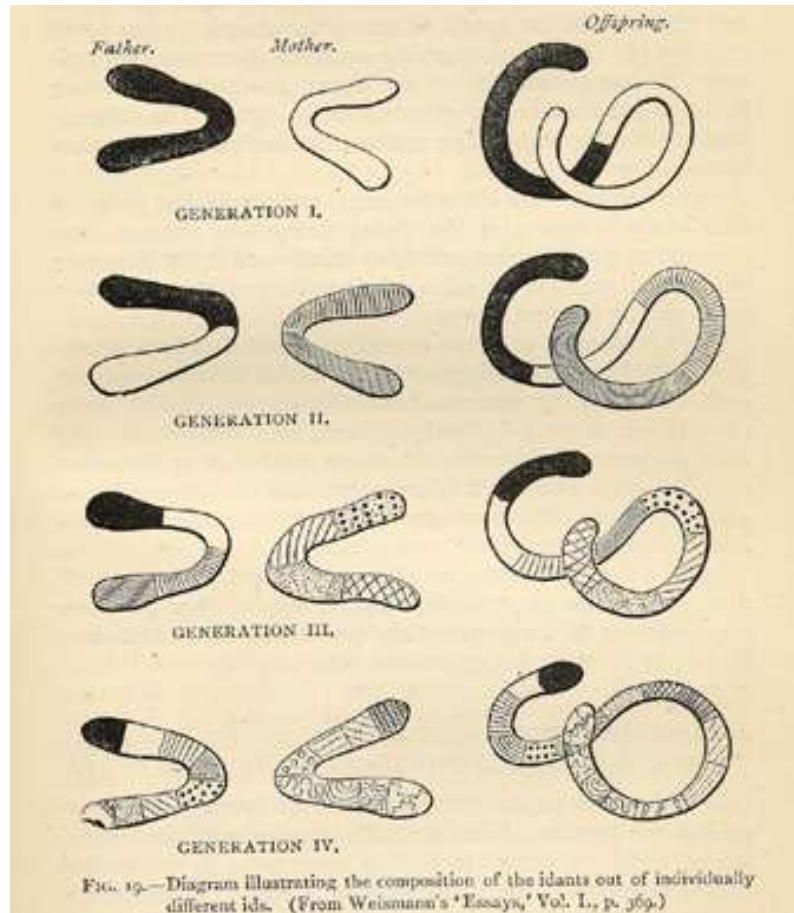 Father. Mother. Offspring.
GENERATION I.
GENERATION II.
GENERATION III.
GENERATION IV.
FIG. 19.—Diagram illustrating the composition of the idants out of individually
different ids. (From Weismann's 'Essays,' Vol. I., p. 369.)